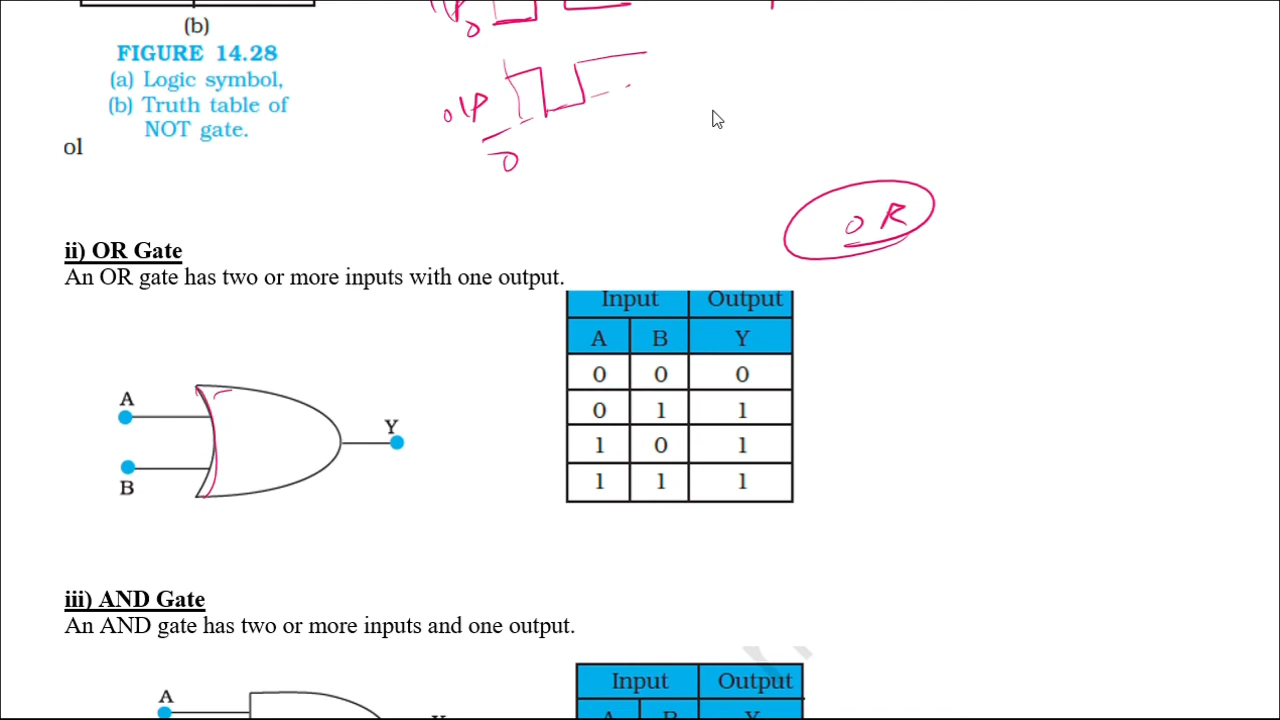 (b)
FIGURE 14.28
(a) Logic symbol,
(b) Truth table of
NOT gate.
ol
o/p
0
OR
ii) OR Gate
An OR gate has two or more inputs with one output.
Input Output
A B Y
0 0 0
0 1 1
1 0 1
1 1 1
A
B
Y
iii) AND Gate
An AND gate has two or more inputs and one output.
Input Output
A B Y
A